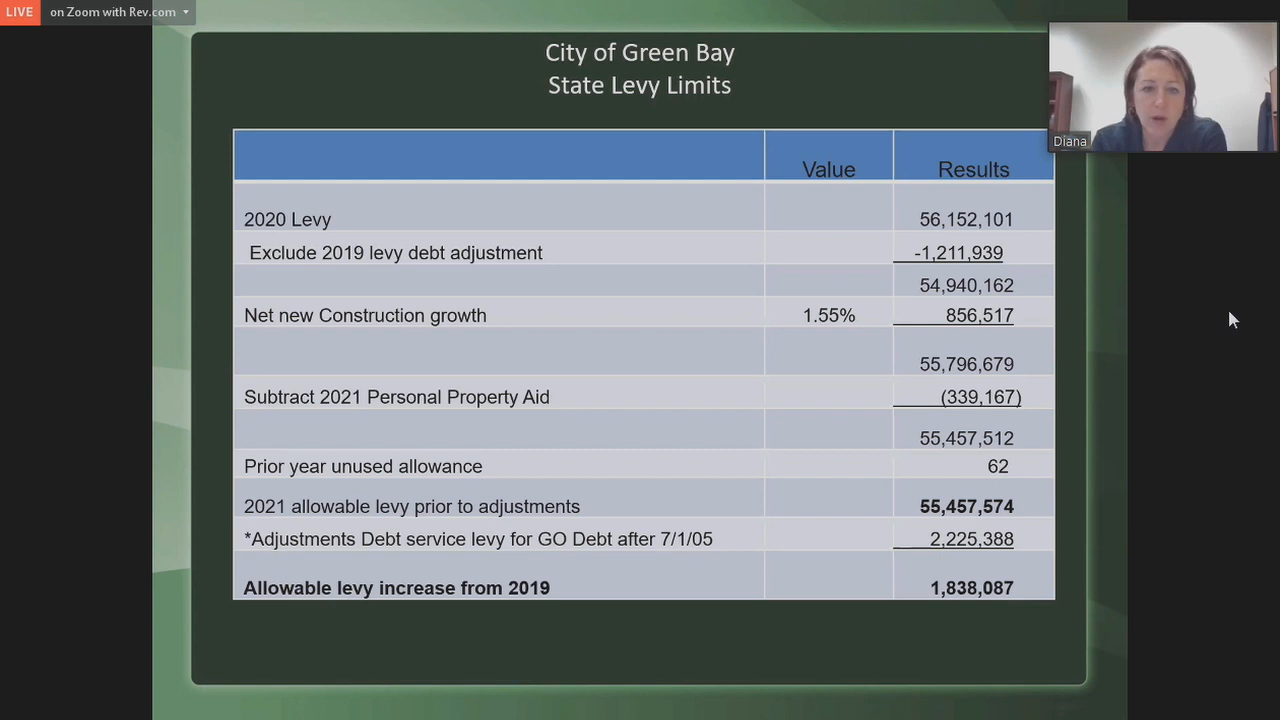 LIVE on Zoom with Rev.com
City of Green Bay
State Levy Limits
Diana
Value Results
2020 Levy 56,152,101
Exclude 2019 levy debt adjustment -1,211,939
54,940,162
Net new Construction growth 1.55% 856,517
55,796,679
Subtract 2021 Personal Property Aid (339,167)
55,457,512
Prior year unused allowance 62
2021 allowable levy prior to adjustments 55,457,574
*Adjustments Debt service levy for GO Debt after 7/1/05 2,225,388
Allowable levy increase from 2019 1,838,087